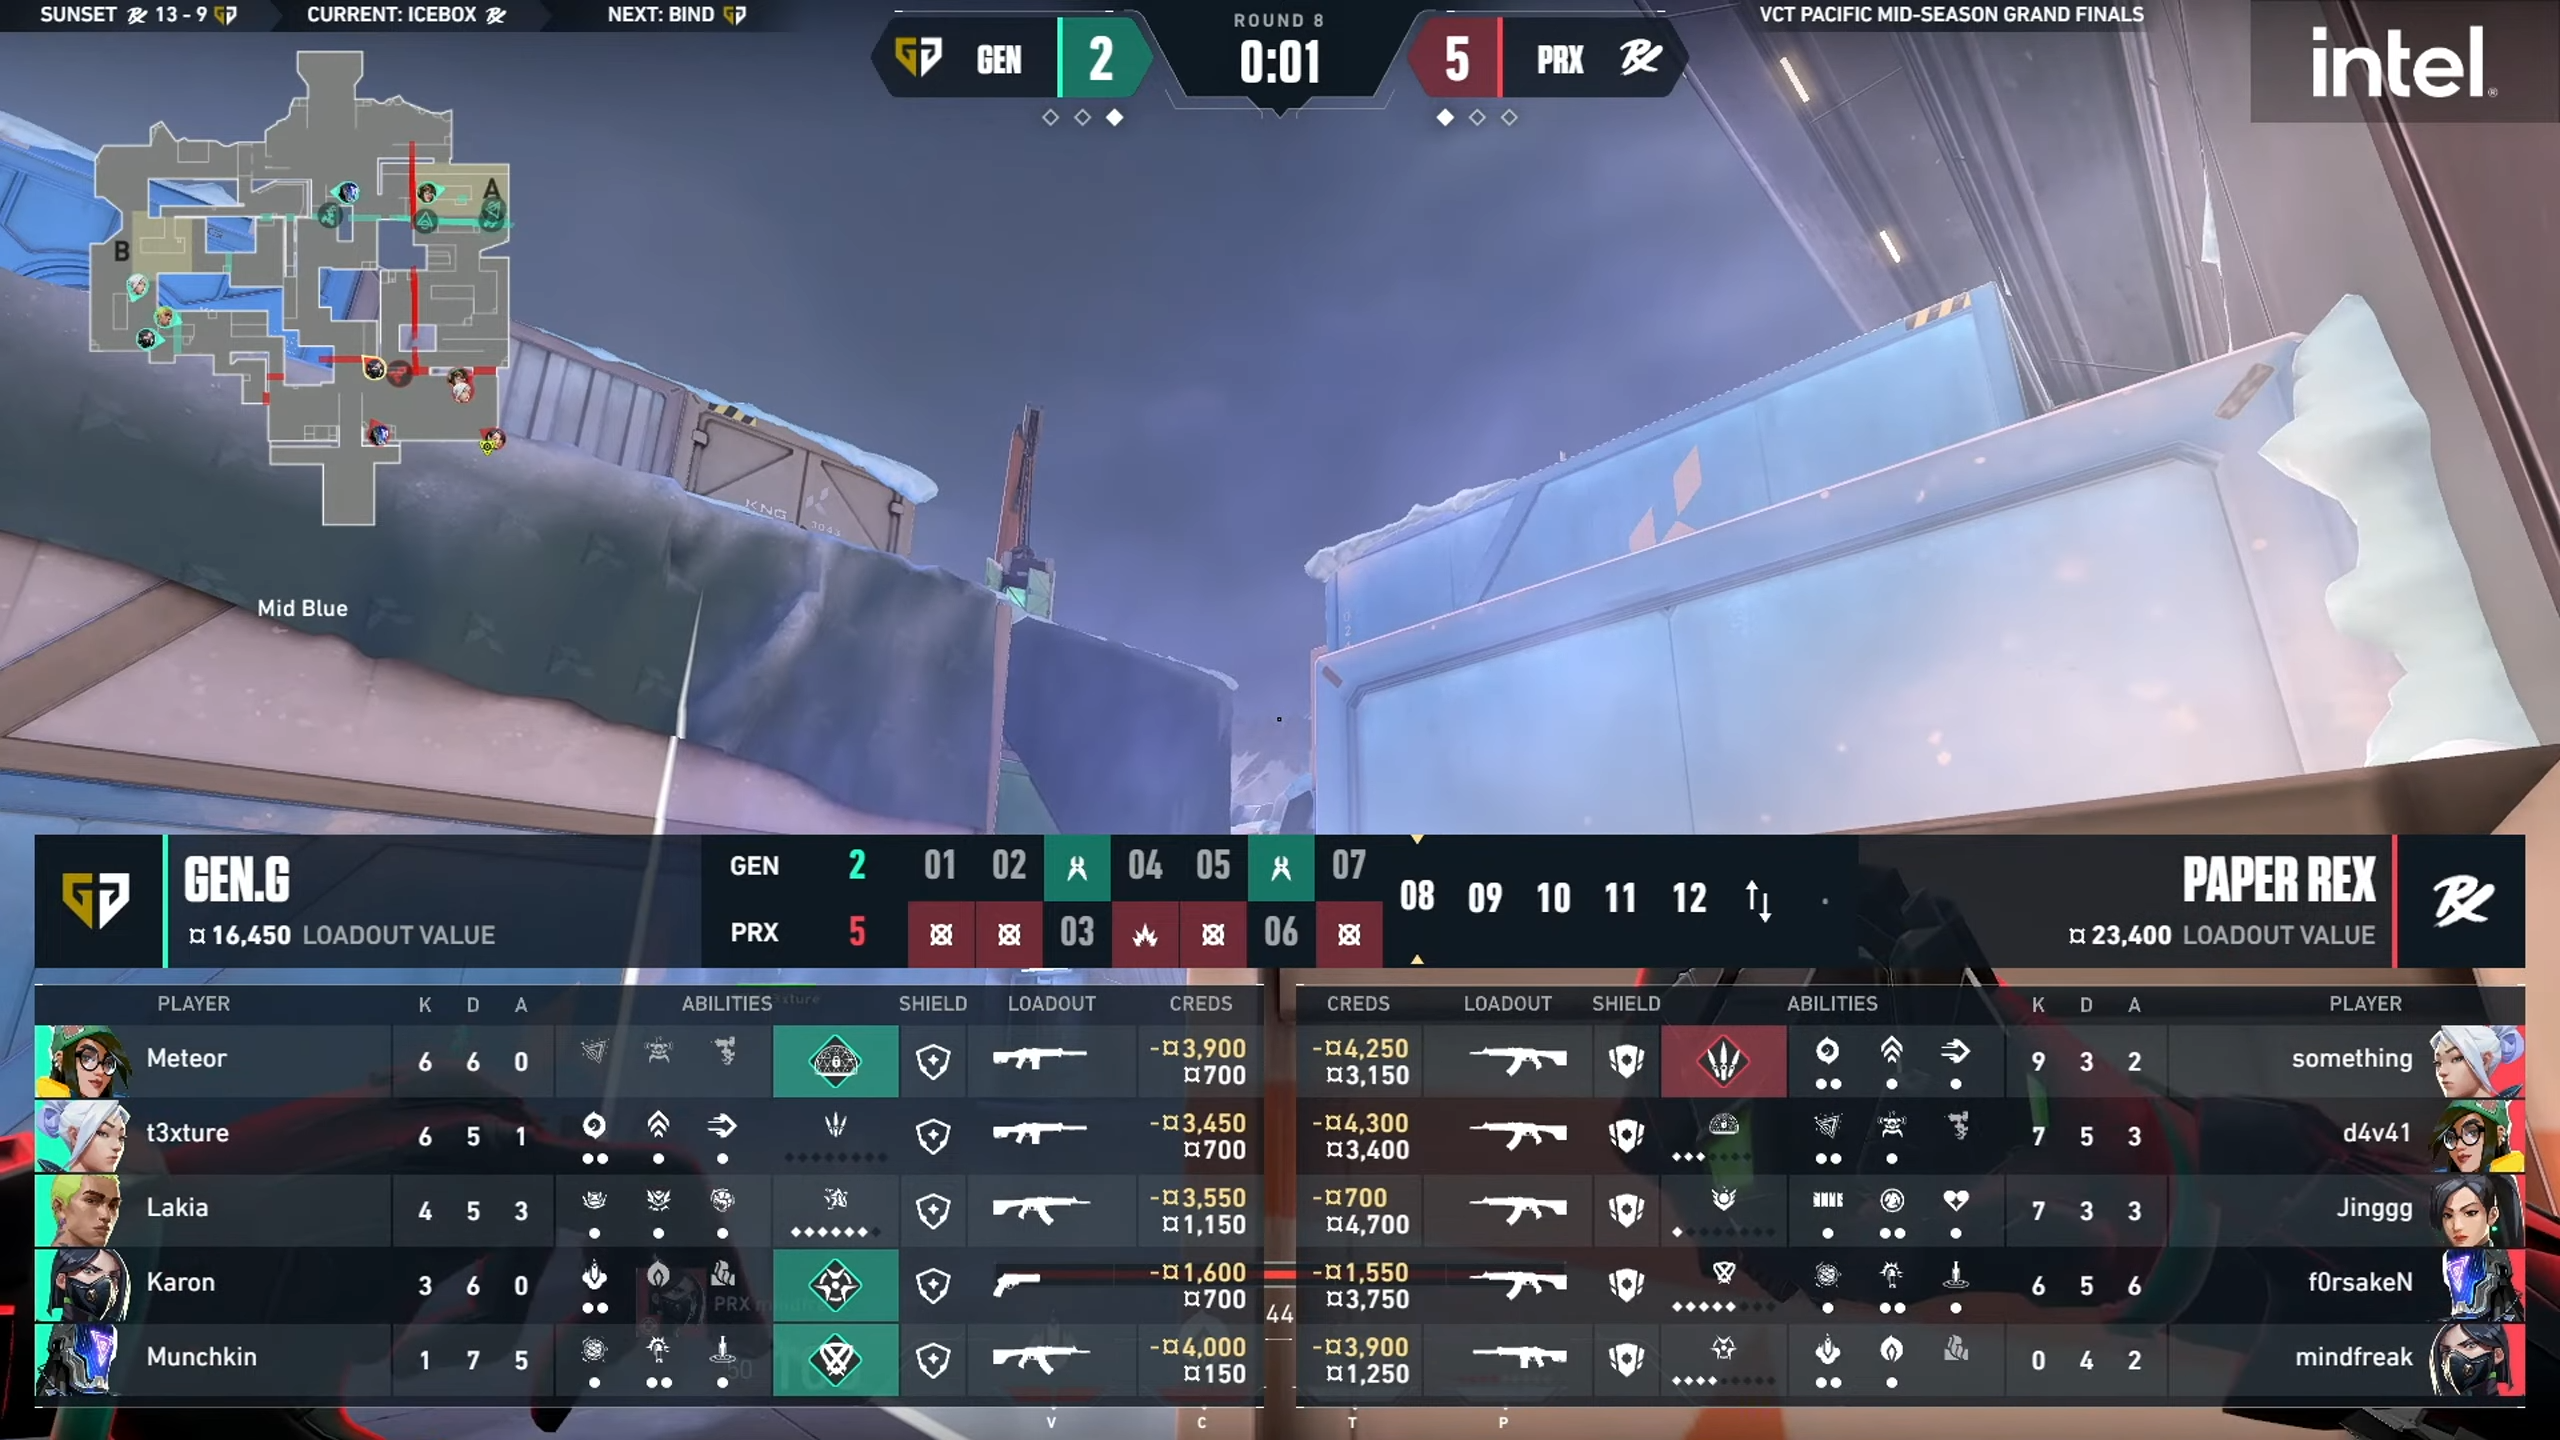 SUNSET 13 - 9
CURRENT: ICEBOX
NEXT: BIND
GEN
2
ROUND 8
0:01
5
PRX
VCT PACIFIC MID-SEASON GRAND FINALS
intel
A
B
KNG
3043
Mid Blue
GEN.G
16,450 LOADOUT VALUE
GEN 2 01 02 04 05 07
PRX 5 03 06
08 09 10 11 12
PAPER REX
23,400 LOADOUT VALUE
PLAYER K D A ABILITIES SHIELD LOADOUT CREDS
Meteor 6 6 0 -3,900 700
t3xture 6 5 1 -3,450 700
Lakia 4 5 3 -3,550 1,150
Karon 3 6 0 -1,600 700
Munchkin 1 7 5 -4,000 150
CREDS LOADOUT SHIELD ABILITIES K D A PLAYER
-4,250 3,150 9 3 2 something
-4,300 3,400 7 5 3 d4v41
-700 4,700 7 3 3 Jinggg
-1,550 3,750 6 5 6 f0rsakeN
-3,900 1,250 0 4 2 mindfreak
44
V C T P